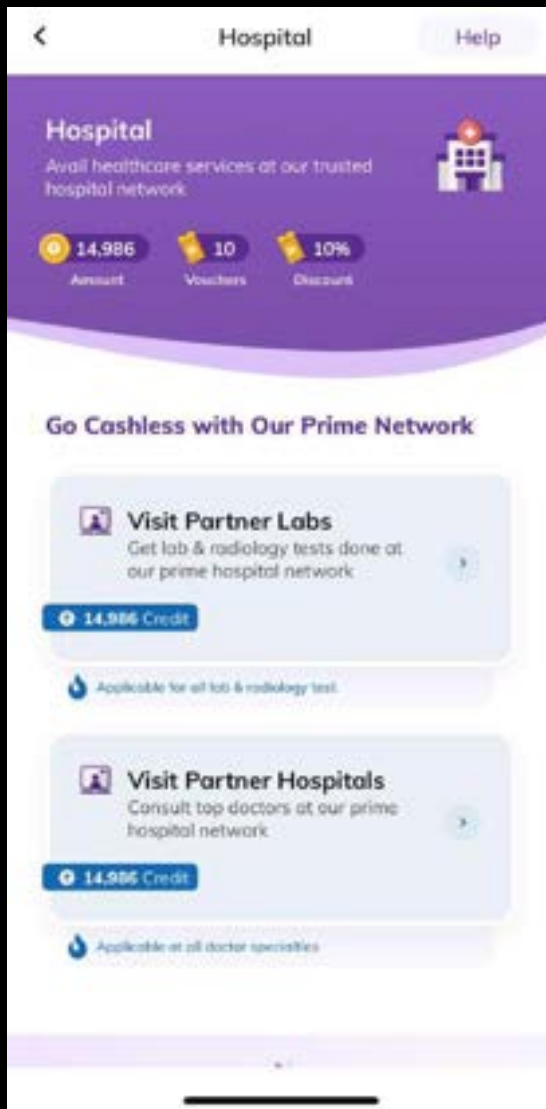 Hospital
Help
Hospital
Avail healthcare services at our trusted
hospital network
14,986
10
10%
Amount
Vouchers
Discount
Go Cashless with Our Prime Network
Visit Partner Labs
Get lab & radiology tests done at
our prime hospital network
14,986 Credit
Applicable for all lab & radiology test
Visit Partner Hospitals
Consult top doctors at our prime
hospital network
14,986 Credit
Applicable at all doctor specialties